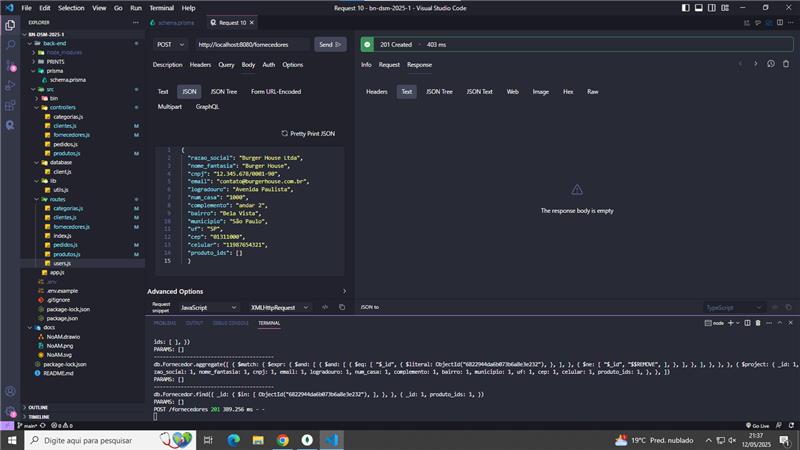 File Edit Selection View Go Run Terminal Help
Request 10 - bn-dsm-2025-1 - Visual Studio Code
EXPLORER
BN-DSM-2025-1
back-end
node_modules
PRINTS
prisma
schema.prisma
src
bin
controllers
categorias.js
clientes.js M
fornecedores.js M
pedidos.js
produtos.js M
database
client.js
lib
utils.js
routes
categorias.js
clientes.js M
fornecedores.js M
index.js
pedidos.js M
produtos.js M
users.js
app.js
.env
.env.example
.gitignore
package-lock.json
package.json
docs
NoAM.drawio
NoAM.png
NoAM.svg
package-lock.json
README.md
OUTLINE
TIMELINE
schema.prisma
Request 10
POST
http://localhost:8080/fornecedores
Send
Description Headers Query Body Auth Options
Text JSON JSON Tree Form URL-Encoded
Multipart GraphQL
Pretty Print JSON
1 {
2 "razao_social": "Burger House Ltda",
3 "nome_fantasia": "Burger House",
4 "cnpj": "12.345.678/0001-90",
5 "email": "contato@burgerhouse.com.br",
6 "logradouro": "Avenida Paulista",
7 "num_casa": "1000",
8 "complemento": "andar 2",
9 "bairro": "Bela Vista",
10 "municipio": "São Paulo",
11 "uf": "SP",
12 "cep": "01311000",
13 "celular": "11987654321",
14 "produto_ids": []
15 }
Advanced Options
Request snippet
JavaScript
XMLHttpRequest
201 Created • 403 ms
Info Request Response
Headers Text JSON Tree JSON Text Web Image Hex Raw
The response body is empty
JSON to
TypeScript
PROBLEMS OUTPUT DEBUG CONSOLE TERMINAL
node
ids: [ ], })
PARAMS: []
db.Fornecedor.aggregate([ { $match: { $expr: { $and: [ { $and: [ { $eq: [ "$_id", { $literal: ObjectId("6822944da6b073b6a8e3e232"), }, ], }, { $ne: [ "$_id", "$$REMOVE", ], }, ], }, ], }, }, }, { $project: { _id: 1, ra
zao_social: 1, nome_fantasia: 1, cnpj: 1, email: 1, logradouro: 1, num_casa: 1, complemento: 1, bairro: 1, municipio: 1, uf: 1, cep: 1, celular: 1, produto_ids: 1, }, }, ])
PARAMS: []
db.Fornecedor.find({ _id: { $in: [ ObjectId("6822944da6b073b6a8e3e232"), ], }, }, { _id: 1, produto_ids: 1, })
PARAMS: []
POST /fornecedores 201 389.256 ms - -
main*
0 0
Go Live
Digite aqui para pesquisar
19°C Pred. nublado
21:37
12/05/2025